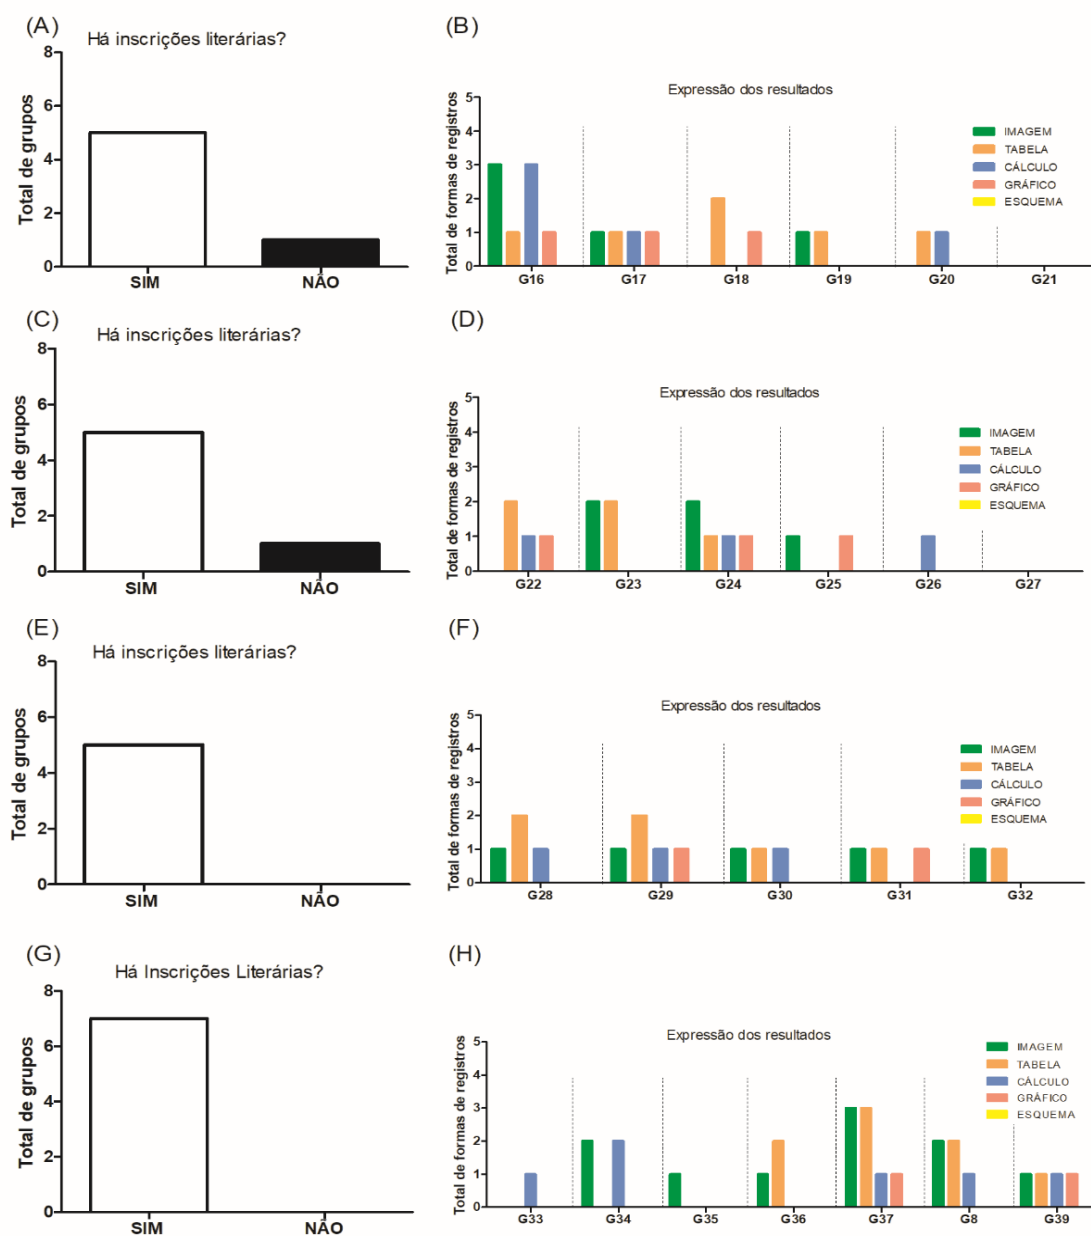 (A)
Há inscrições literárias?
Total de grupos
8
6
4
2
0
SIM NÃO
(B)
Expressão dos resultados
Total de formas de registros
5
4
3
2
1
0
IMAGEM
TABELA
CÁLCULO
GRÁFICO
ESQUEMA
G16 G17 G18 G19 G20 G21
(C)
Há inscrições literárias?
Total de grupos
8
6
4
2
0
SIM NÃO
(D)
Expressão dos resultados
Total de formas de registros
5
4
3
2
1
0
IMAGEM
TABELA
CÁLCULO
GRÁFICO
ESQUEMA
G22 G23 G24 G25 G26 G27
(E)
Há inscrições literárias?
Total de grupos
8
6
4
2
0
SIM NÃO
(F)
Expressão dos resultados
Total de formas de registros
5
4
3
2
1
0
IMAGEM
TABELA
CÁLCULO
GRÁFICO
ESQUEMA
G28 G29 G30 G31 G32
(G)
Há Inscrições Literárias?
Total de grupos
8
6
4
2
0
SIM NÃO
(H)
Expressão dos resultados
Total de formas de registros
5
4
3
2
1
0
IMAGEM
TABELA
CÁLCULO
GRÁFICO
ESQUEMA
G33 G34 G35 G36 G37 G8 G39